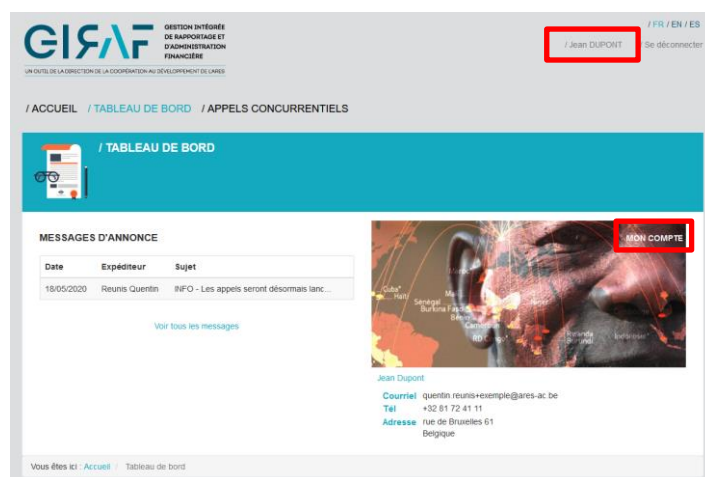 GIRAF
GESTION INTÉGRÉE
DE RAPPORTAGE ET
D'ADMINISTRATION
FINANCIÈRE
UN OUTIL DE LA DIRECTION DE LA COOPÉRATION AU DÉVELOPPEMENT DE L'ARES
/ FR / EN / ES
/ Jean DUPONT / Se déconnecter
/ ACCUEIL / TABLEAU DE BORD / APPELS CONCURRENTIELS
/ TABLEAU DE BORD
MESSAGES D'ANNONCE
Date Expéditeur Sujet
18/05/2020 Reunis Quentin INFO - Les appels seront désormais lanc...
Voir tous les messages
MON COMPTE
Cuba*
Haïti
Sénégal
Burkina Faso
Bénin
Cameroun
RD Congo
Niger
Rwanda
Burundi
Indonésie*
Jean Dupont
Courriel quentin.reunis+exemple@ares-ac.be
Tél +32 81 72 41 11
Adresse rue de Bruxelles 61
Belgique
Vous êtes ici : Accueil / Tableau de bord